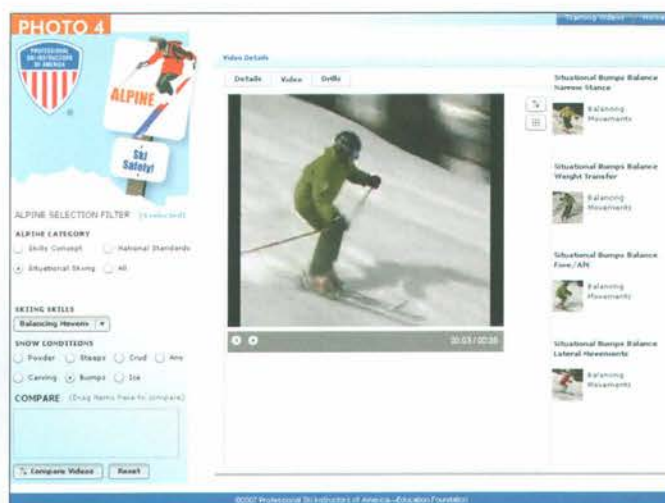 PHOTO 4
Training Videos
PROFESSIONAL
SKI INSTRUCTORS
OF AMERICA
ALPINE
Ski
Safely!
ALPINE SELECTION FILTER
ALPINE CATEGORY
Skills Concept
National Standards
Situational Skiing
All
SKIING SKILLS
Balancing Movem
SNOW CONDITIONS
Powder
Steeps
Crud
Any
Carving
Bumps
Ice
COMPARE (Drag items here to compare)
Compare Videos
Reset
Video Details
Details
Video
Drills
00:03 / 00:38
Situational Bumps Balance
Narrow Stance
Balancing
Movements
Situational Bumps Balance
Weight Transfer
Balancing
Movements
Situational Bumps Balance
Fore/Aft
Balancing
Movements
Situational Bumps Balance
Lateral Movements
Balancing
Movements
©2007 Professional Ski Instructors of America—Education Foundation